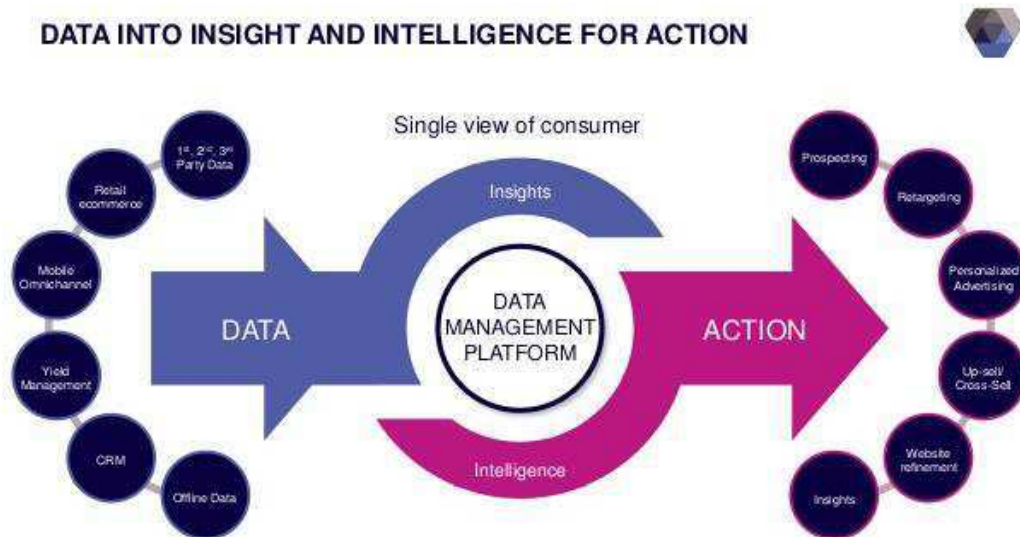 DATA INTO INSIGHT AND INTELLIGENCE FOR ACTION
Single view of consumer
1st, 2nd, 3rd
Party Data
Retail
ecommerce
Mobile/
Omnichannel
Yield
Management
CRM
Offline Data
DATA
Insights
DATA
MANAGEMENT
PLATFORM
Intelligence
ACTION
Prospecting
Retargeting
Personalized
Advertising
Up-sell/
Cross-Sell
Website
refinement
Insights